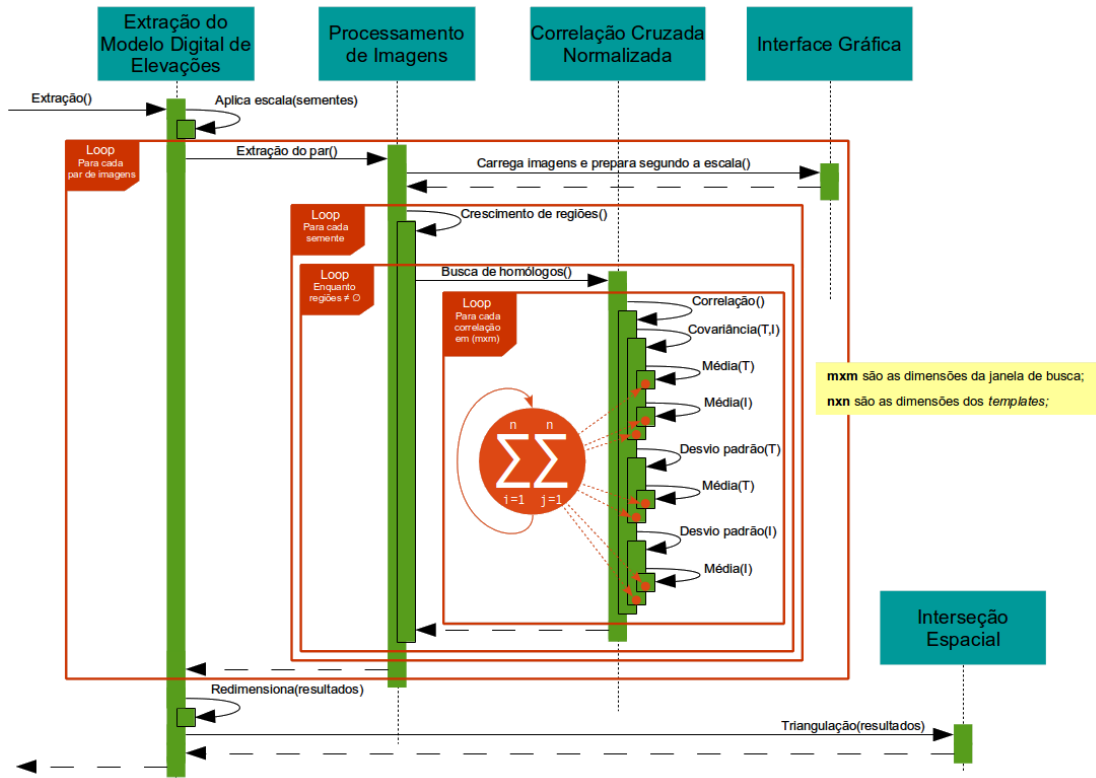 Extração do
Modelo Digital de
Elevações
Processamento
de Imagens
Correlação Cruzada
Normalizada
Interface Gráfica
Extração()
Aplica escala(sementes)
Loop
Para cada
par de imagens
Extração do par()
Carrega imagens e prepara segundo a escala()
Loop
Para cada
semente
Crescimento de regiões()
Loop
Enquanto
regiões ≠ ∅
Busca de homólogos()
Loop
Para cada
correlação
em (mxm)
Correlação()
Covariância(T,I)
Média(T)
mxm são as dimensões da janela de busca;
nxn são as dimensões dos templates;
Média(I)
n n
∑∑
i=1 j=1
Desvio padrão(T)
Média(T)
Desvio padrão(I)
Média(I)
Interseção
Espacial
Redimensiona(resultados)
Triangulação(resultados)